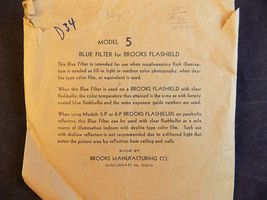 D34
MODEL 5
BLUE FILTER for BROOKS FLASHIELD
This Blue Filter is intended for use when supplementary flash illumina-
tion is needed as fill-in light in outdoor color photography, when day-
lite type color film, or equivalent is used.
When this Blue Filter is used on a BROOKS FLASHIELD with clear
flashbulbs, the color temperature thus attained is the same as with factory
coated blue flashbulbs and the same exposure guide numbers are used.
When using Models 5-P or 6-P BROOKS FLASHIELDS on parabolic
reflectors, this Blue Filter can be used with clear flashbulbs as a sole
source of illumination indoors with daylite type color film. Such use
with shallow reflectors is not recommended due to unfiltered light that
enters the picture area by reflection from ceiling and walls.
MADE BY
BROOKS MANUFACTURING CO.
CINCINNATI OHIO